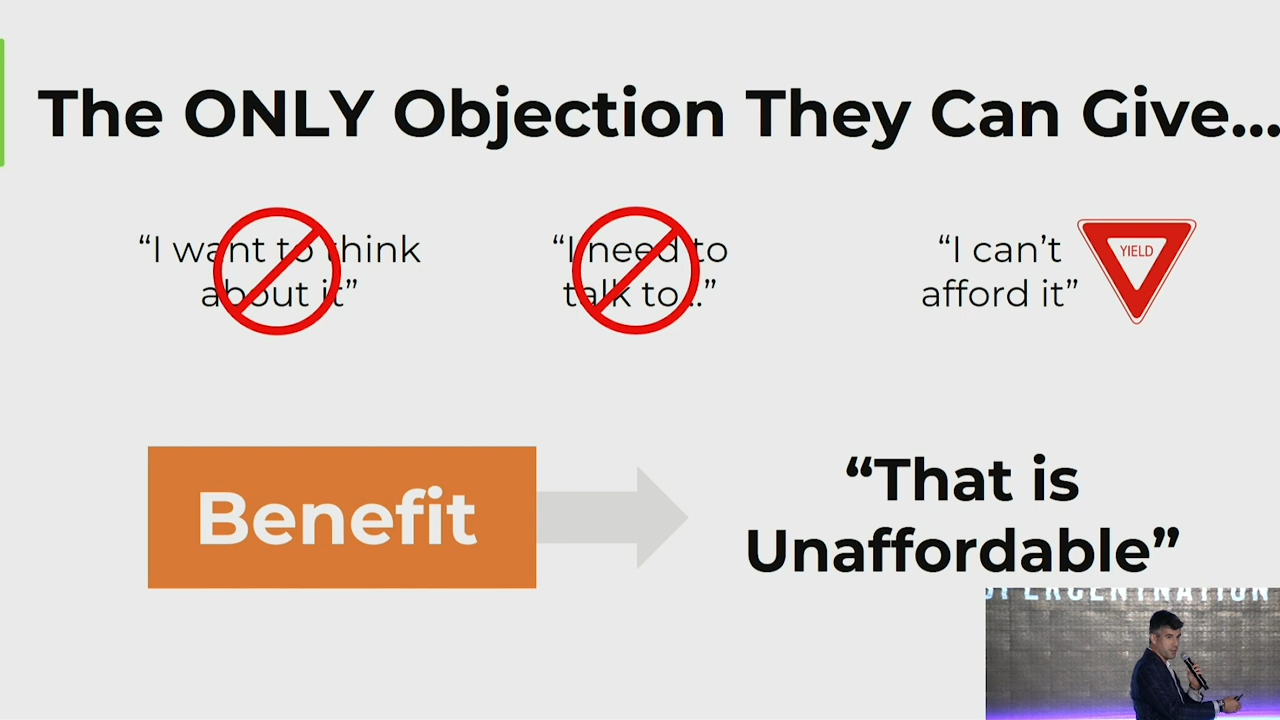 The ONLY Objection They Can Give...
“I want to think
about it”
“I need to
talk to...”
“I can’t
afford it”
YIELD
Benefit
“That is
Unaffordable”